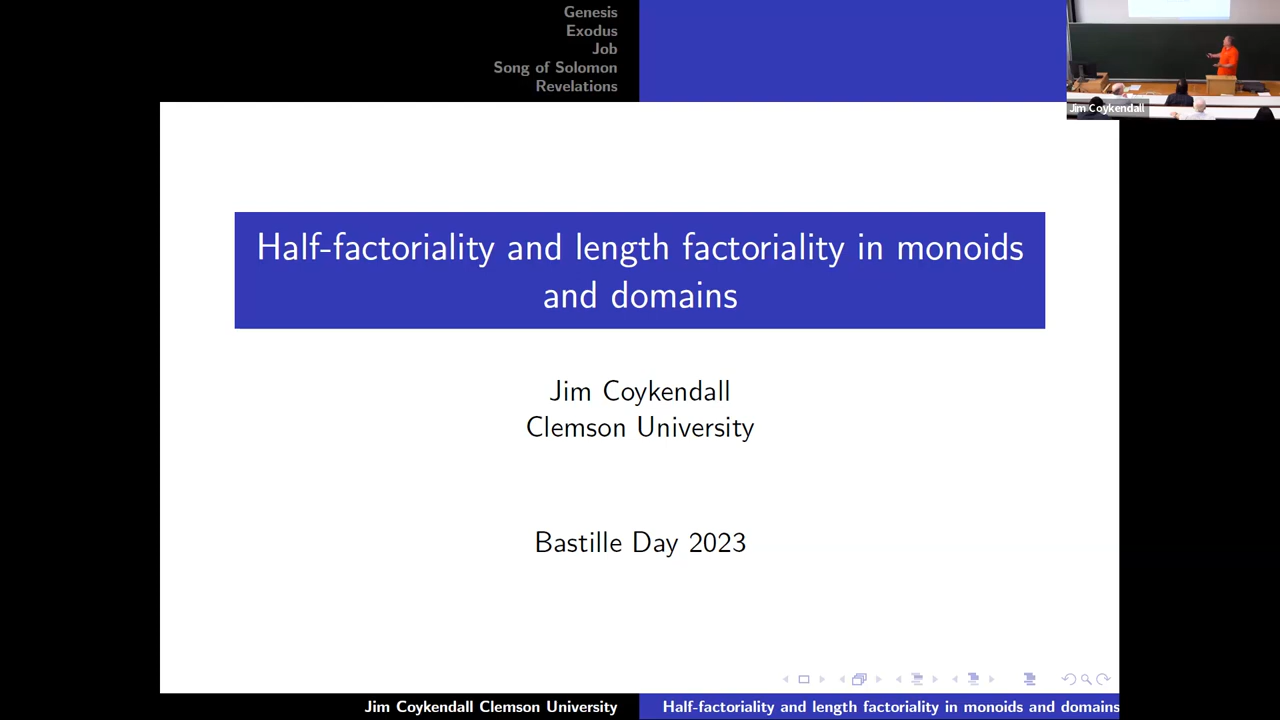 Genesis
Exodus
Job
Song of Solomon
Revelations
Jim Coykendall
Half-factoriality and length factoriality in monoids
and domains
Jim Coykendall
Clemson University
Bastille Day 2023
Jim Coykendall Clemson University
Half-factoriality and length factoriality in monoids and domains